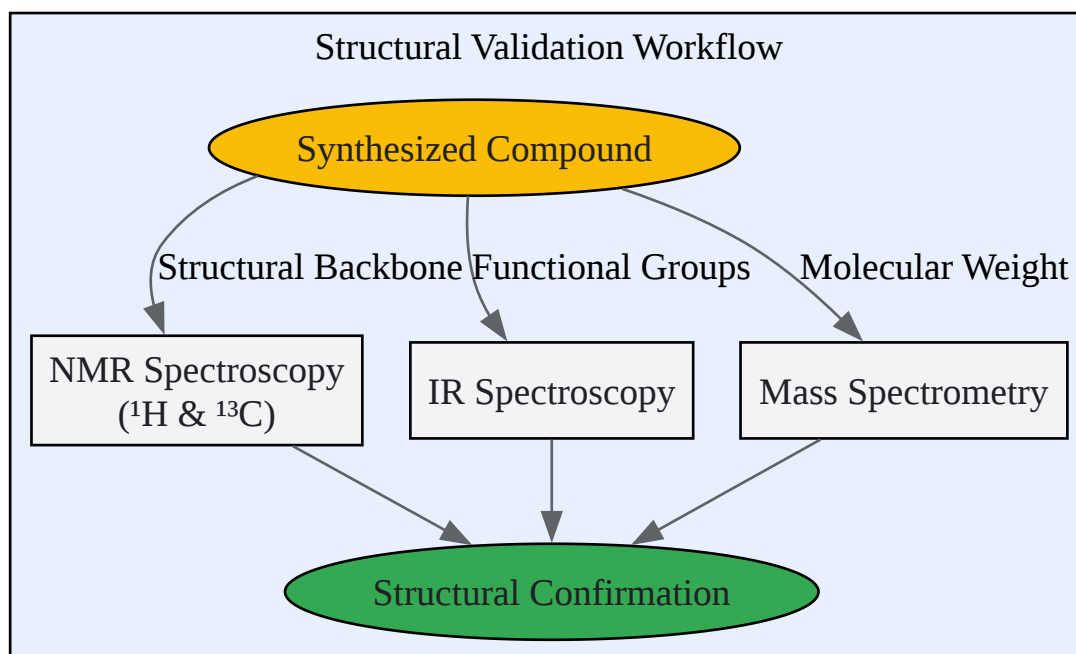 Structural Validation Workflow
Synthesized Compound
Structural Backbone
Functional Groups
Molecular Weight
NMR Spectroscopy
(¹H & ¹³C)
IR Spectroscopy
Mass Spectrometry
Structural Confirmation